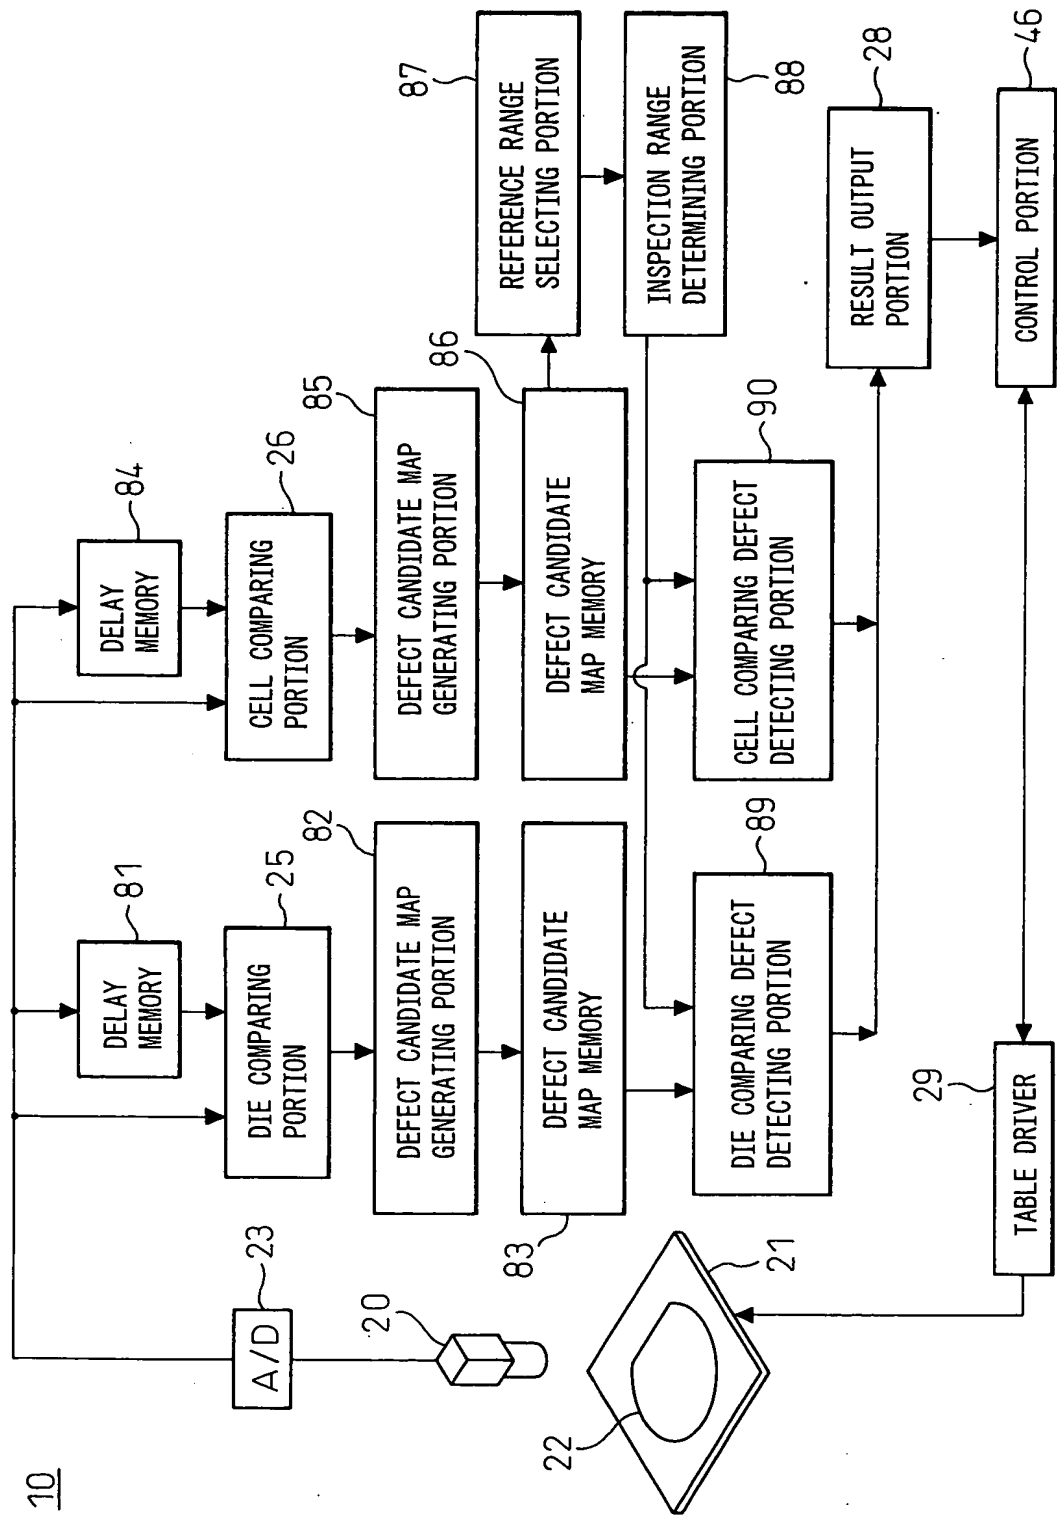 10
A/D
23
20
22
21
DELAY
MEMORY
81
DIE COMPARING
PORTION
25
DEFECT CANDIDATE MAP
GENERATING PORTION
82
DEFECT CANDIDATE
MAP MEMORY
83
DIE COMPARING DEFECT
DETECTING PORTION
89
DELAY
MEMORY
84
CELL COMPARING
PORTION
26
DEFECT CANDIDATE MAP
GENERATING PORTION
85
DEFECT CANDIDATE
MAP MEMORY
86
CELL COMPARING DEFECT
DETECTING PORTION
90
REFERENCE RANGE
SELECTING PORTION
87
INSPECTION RANGE
DETERMINING PORTION
88
RESULT OUTPUT
PORTION
28
TABLE DRIVER
29
CONTROL PORTION
46